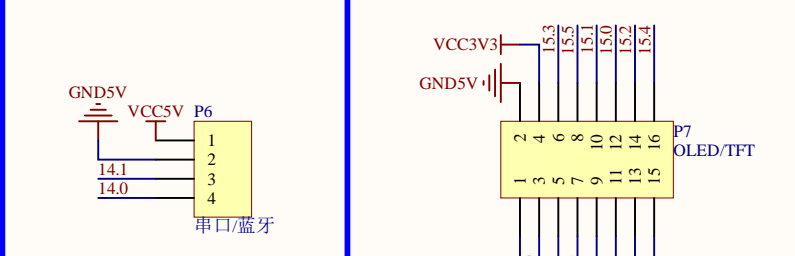 GND5V
VCC5V
P6
1
2
14.1
3
14.0
4
串口/蓝牙
VCC3V3
15.3
15.5
15.1
15.0
15.2
15.4
GND5V
2 4 6 8 10 12 14 16
P7
OLED/TFT
1 3 5 7 9 11 13 15